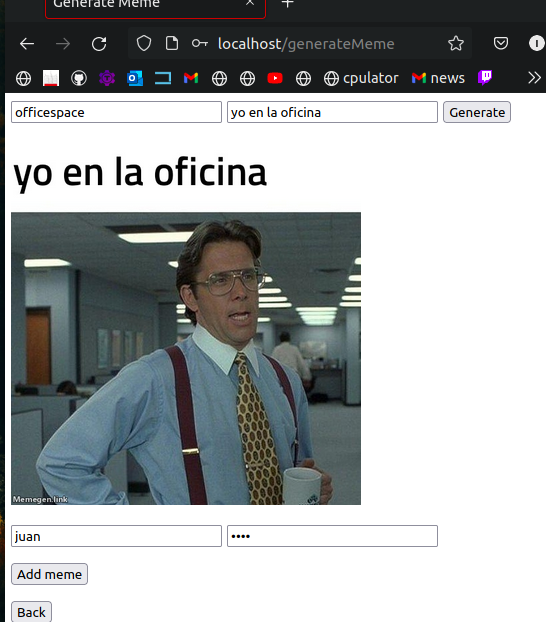 Generate Meme
localhost/generateMeme
cpulator news
officespace yo en la oficina Generate
yo en la oficina
Memegen.link
juan ••••
Add meme
Back